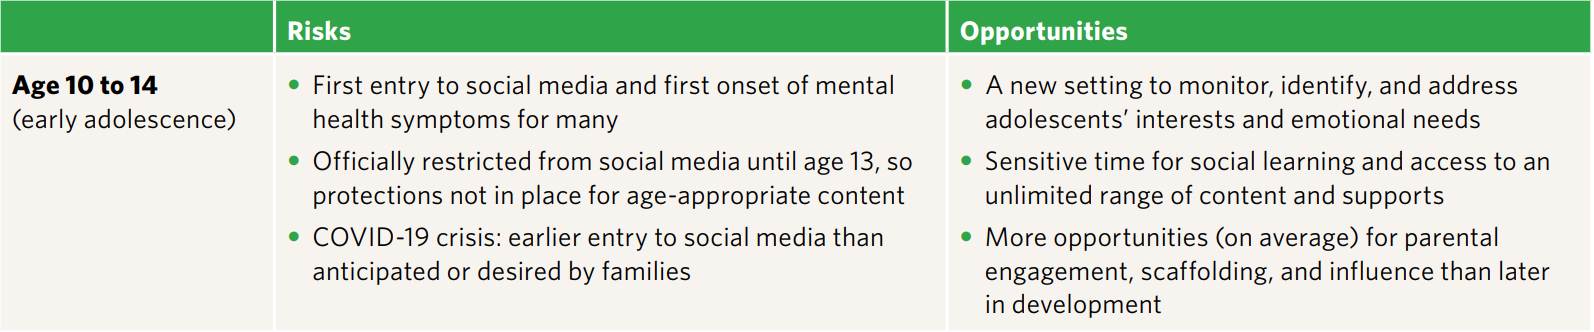 Risks
Opportunities
Age 10 to 14
(early adolescence)
• First entry to social media and first onset of mental
health symptoms for many
• Officially restricted from social media until age 13, so
protections not in place for age-appropriate content
• COVID-19 crisis: earlier entry to social media than
anticipated or desired by families
• A new setting to monitor, identify, and address
adolescents’ interests and emotional needs
• Sensitive time for social learning and access to an
unlimited range of content and supports
• More opportunities (on average) for parental
engagement, scaffolding, and influence than later
in development